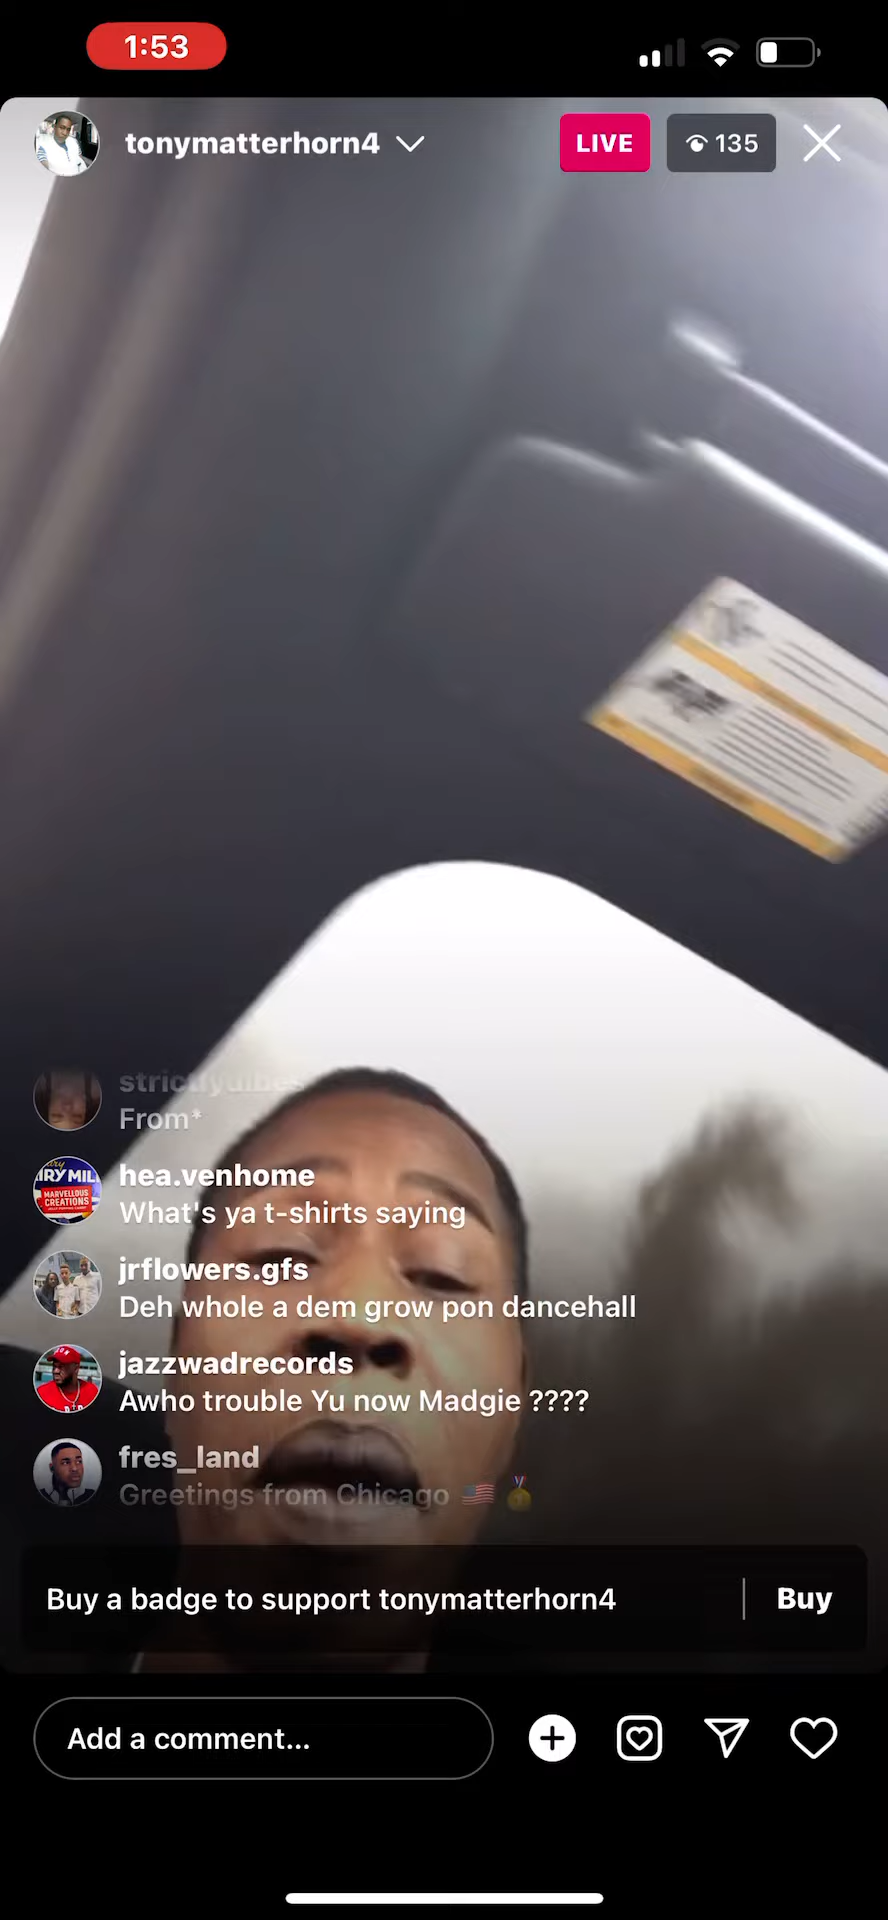 1:53
tonymatterhorn4
LIVE
135
From*
hea.venhome
What's ya t-shirts saying
jrflowers.gfs
Deh whole a dem grow pon dancehall
jazzwadrecords
Awho trouble Yu now Madgie ????
fres_land
Greetings from Chicago 🇺🇸 🏅
Buy a badge to support tonymatterhorn4
Buy
Add a comment...